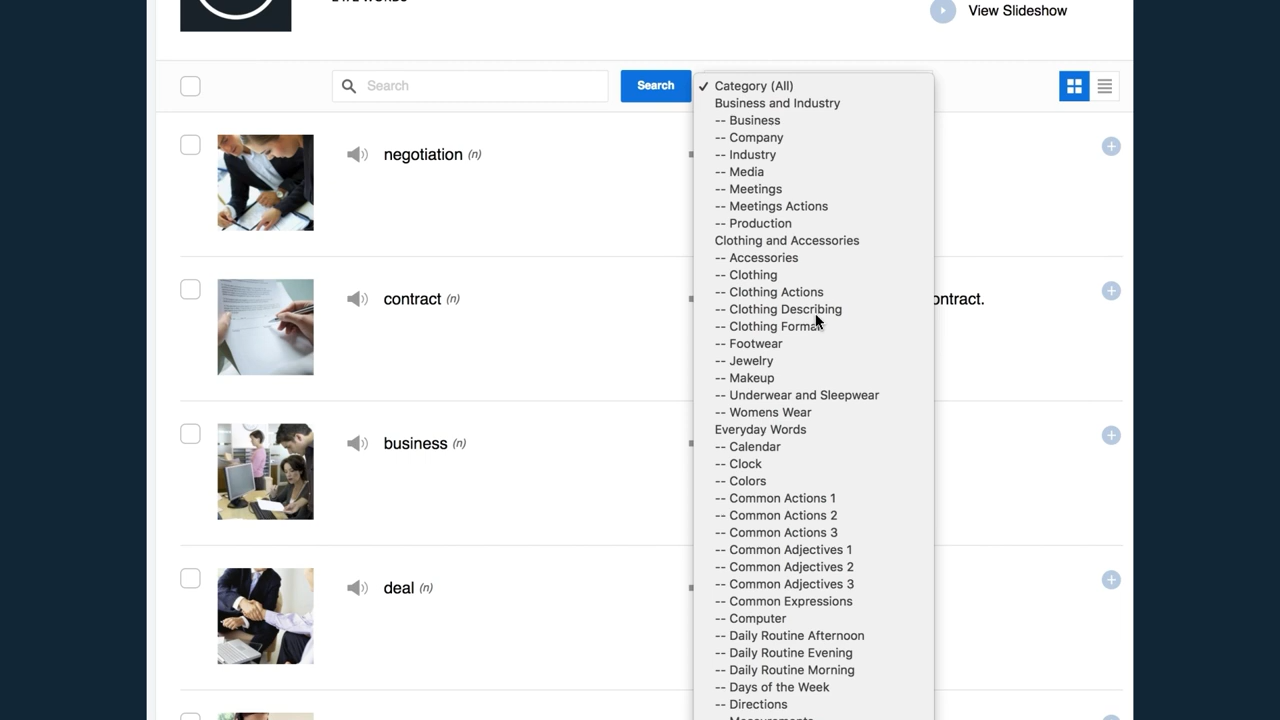 View Slideshow
Search
Search
✓ Category (All)
Business and Industry
-- Business
-- Company
-- Industry
-- Media
-- Meetings
-- Meetings Actions
-- Production
Clothing and Accessories
-- Accessories
-- Clothing
-- Clothing Actions
-- Clothing Describing
-- Clothing Format
-- Footwear
-- Jewelry
-- Makeup
-- Underwear and Sleepwear
-- Womens Wear
Everyday Words
-- Calendar
-- Clock
-- Colors
-- Common Actions 1
-- Common Actions 2
-- Common Actions 3
-- Common Adjectives 1
-- Common Adjectives 2
-- Common Adjectives 3
-- Common Expressions
-- Computer
-- Daily Routine Afternoon
-- Daily Routine Evening
-- Daily Routine Morning
-- Days of the Week
-- Directions
negotiation (n)
contract (n)
ontract.
business (n)
deal (n)